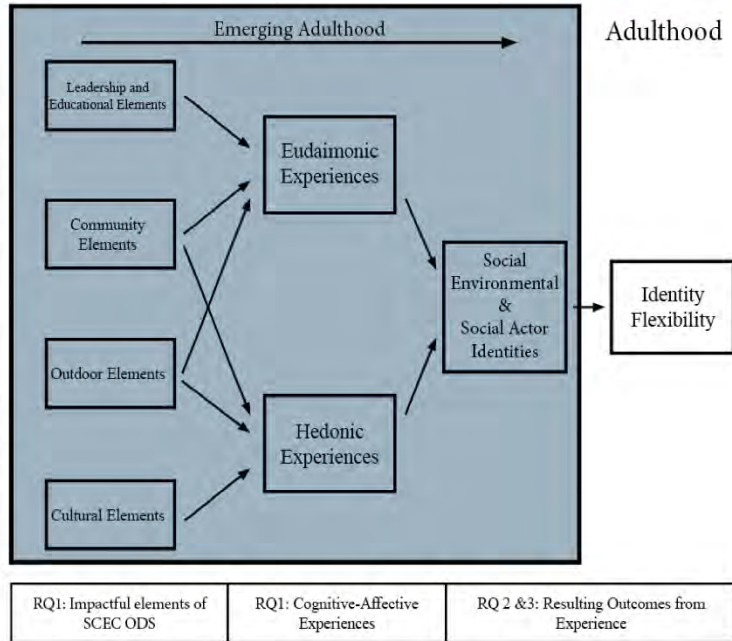 Emerging Adulthood
Adulthood
Leadership and
Educational Elements
Eudaimonic
Experiences
Community
Elements
Social
Environmental
&
Social Actor
Identities
Identity
Flexibility
Outdoor Elements
Hedonic
Experiences
Cultural Elements
RQ1: Impactful elements of
SCEC ODS
RQ1: Cognitive-Affective
Experiences
RQ 2 &3: Resulting Outcomes from
Experience